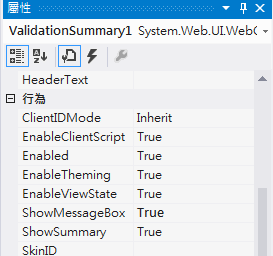 屬性
ValidationSummary1 System.Web.UI.WebC
HeaderText
行為
ClientIDMode Inherit
EnableClientScript True
Enabled True
EnableTheming True
EnableViewState True
ShowMessageBox True
ShowSummary True
SkinID